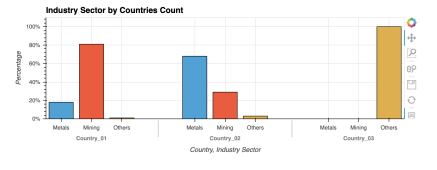 Industry Sector by Countries Count
100%
80%
60%
40%
20%
0%
Percentage
Metals Mining Others Metals Mining Others Metals Mining Others
Country_01 Country_02 Country_03
Country, Industry Sector